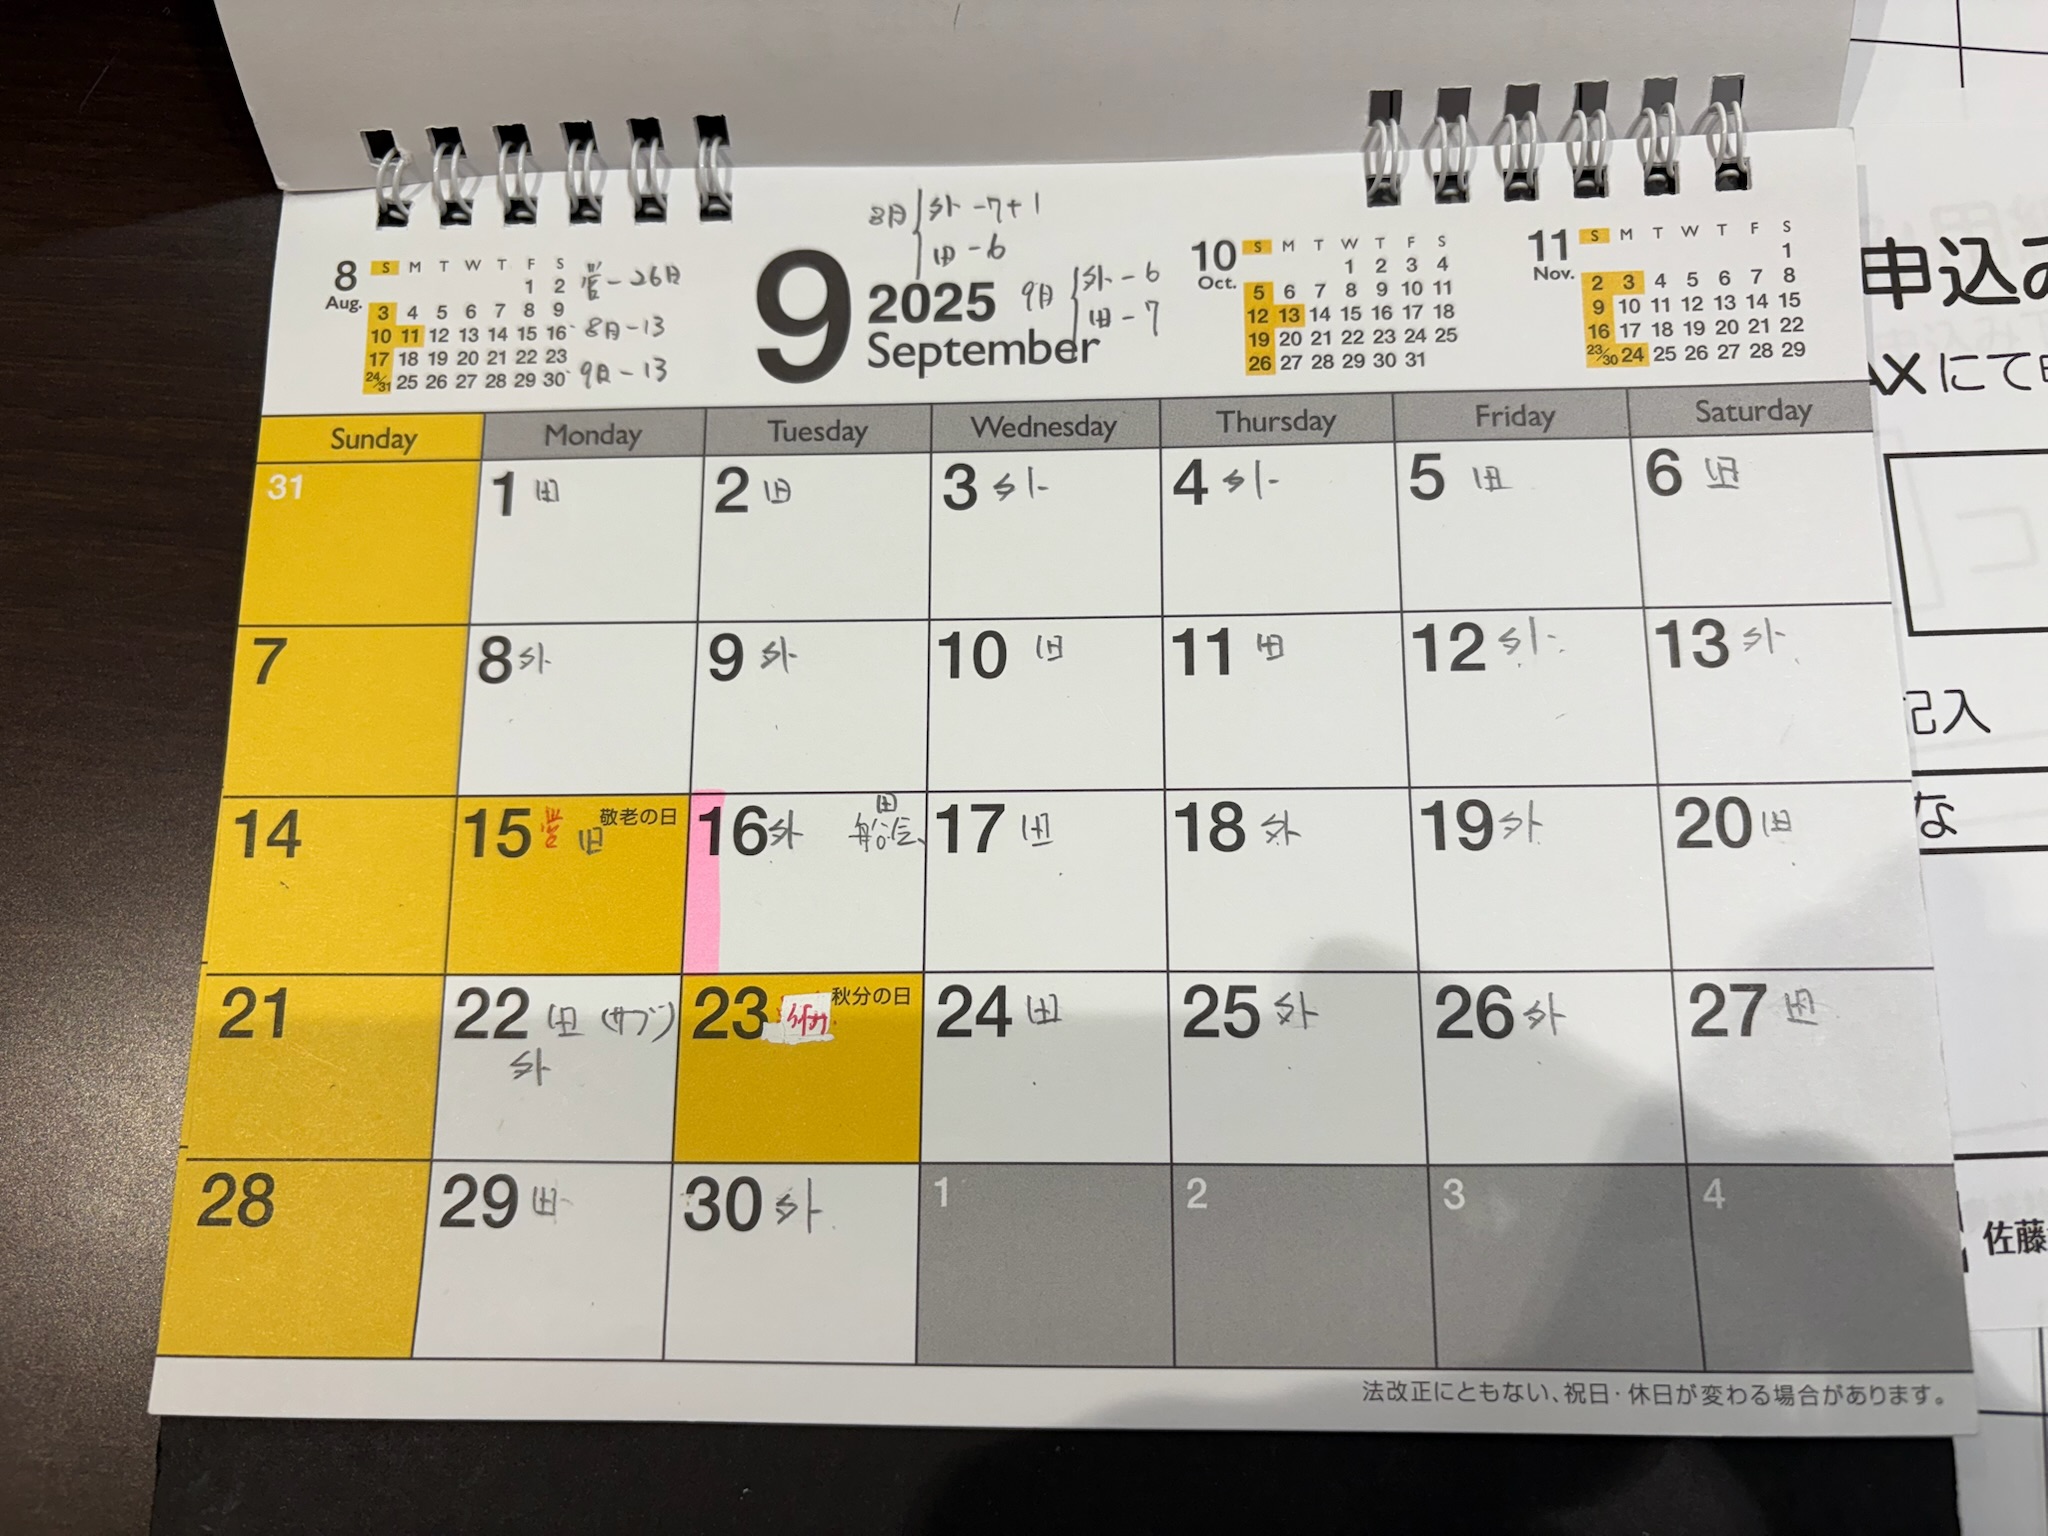 8月 外-7+1
田-6
9月 外-6
田-7
8
Aug.
S M T W T F S
1 2
3 4 5 6 7 8 9
10 11 12 13 14 15 16
17 18 19 20 21 22 23
24/31 25 26 27 28 29 30
営-26日
8月-13
9月-13
9
2025
September
10
Oct.
S M T W T F S
1 2 3 4
5 6 7 8 9 10 11
12 13 14 15 16 17 18
19 20 21 22 23 24 25
26 27 28 29 30 31
11
Nov.
S M T W T F S
1
2 3 4 5 6 7 8
9 10 11 12 13 14 15
16 17 18 19 20 21 22
23/30 24 25 26 27 28 29
Sunday Monday Tuesday Wednesday Thursday Friday Saturday
31 1 田 2 田 3 外 4 外 5 田 6 田
7 8 外 9 外 10 田 11 田 12 外 13 外
14 15 営 田 敬老の日 16 外 田 17 田 18 外 19 外 20 田
21 22 田 (サブ) 23 秋分の日 24 田 25 外 26 外 27 田
外
28 29 田 30 外 1 2 3 4
法改正にともない、祝日・休日が変わる場合があります。
申込み
AXにて
記入
な
佐藤